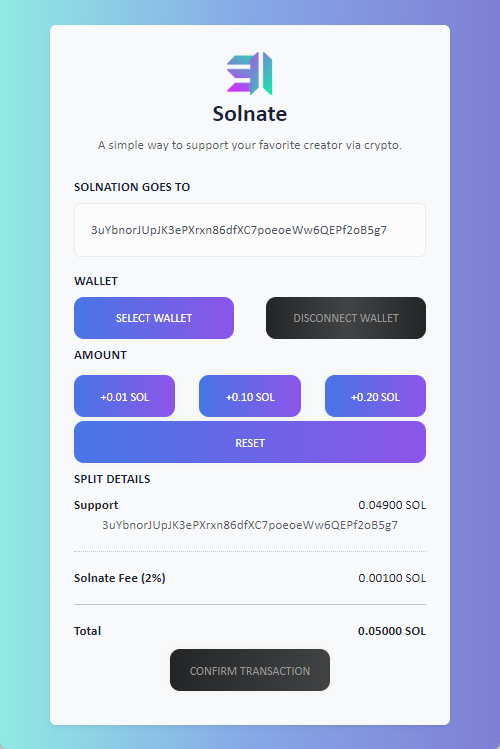 Solnate
A simple way to support your favorite creator via crypto.
SOLNATION GOES TO
3uYbnorJUpJK3ePXrxn86dfXC7poeoeWw6QEPf2oB5g7
WALLET
SELECT WALLET DISCONNECT WALLET
AMOUNT
+0.01 SOL +0.10 SOL +0.20 SOL
RESET
SPLIT DETAILS
Support 0.04900 SOL
3uYbnorJUpJK3ePXrxn86dfXC7poeoeWw6QEPf2oB5g7
Solnate Fee (2%) 0.00100 SOL
Total 0.05000 SOL
CONFIRM TRANSACTION